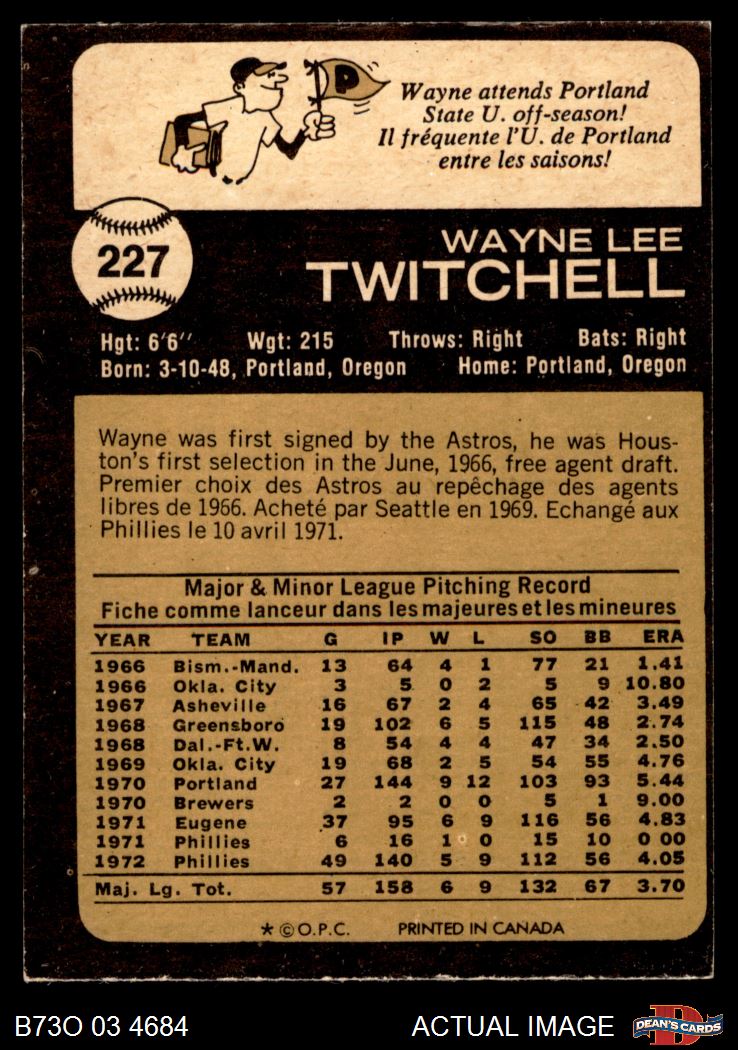 P
Wayne attends Portland
State U. off-season!
Il fréquente l'U. de Portland
entre les saisons!
227
WAYNE LEE
TWITCHELL
Hgt: 6'6" Wgt: 215 Throws: Right Bats: Right
Born: 3-10-48, Portland, Oregon Home: Portland, Oregon
Wayne was first signed by the Astros, he was Hous-
ton's first selection in the June, 1966, free agent draft.
Premier choix des Astros au repêchage des agents
libres de 1966. Acheté par Seattle en 1969. Echangé aux
Phillies le 10 avril 1971.
Major & Minor League Pitching Record
Fiche comme lanceur dans les majeures et les mineures
YEAR TEAM G IP W L SO BB ERA
1966 Bism.-Mand. 13 64 4 1 77 21 1.41
1966 Okla. City 3 5 0 2 5 9 10.80
1967 Asheville 16 67 2 4 65 42 3.49
1968 Greensboro 19 102 6 5 115 48 2.74
1968 Dal.-Ft.W. 8 54 4 4 47 34 2.50
1969 Okla. City 19 68 2 5 54 55 4.76
1970 Portland 27 144 9 12 103 93 5.44
1970 Brewers 2 2 0 0 5 1 9.00
1971 Eugene 37 95 6 9 116 56 4.83
1971 Phillies 6 16 1 0 15 10 0 00
1972 Phillies 49 140 5 9 112 56 4.05
Maj. Lg. Tot. 57 158 6 9 132 67 3.70
* © O.P.C. PRINTED IN CANADA
B73O 03 4684 ACTUAL IMAGE D DEAN'S CARDS